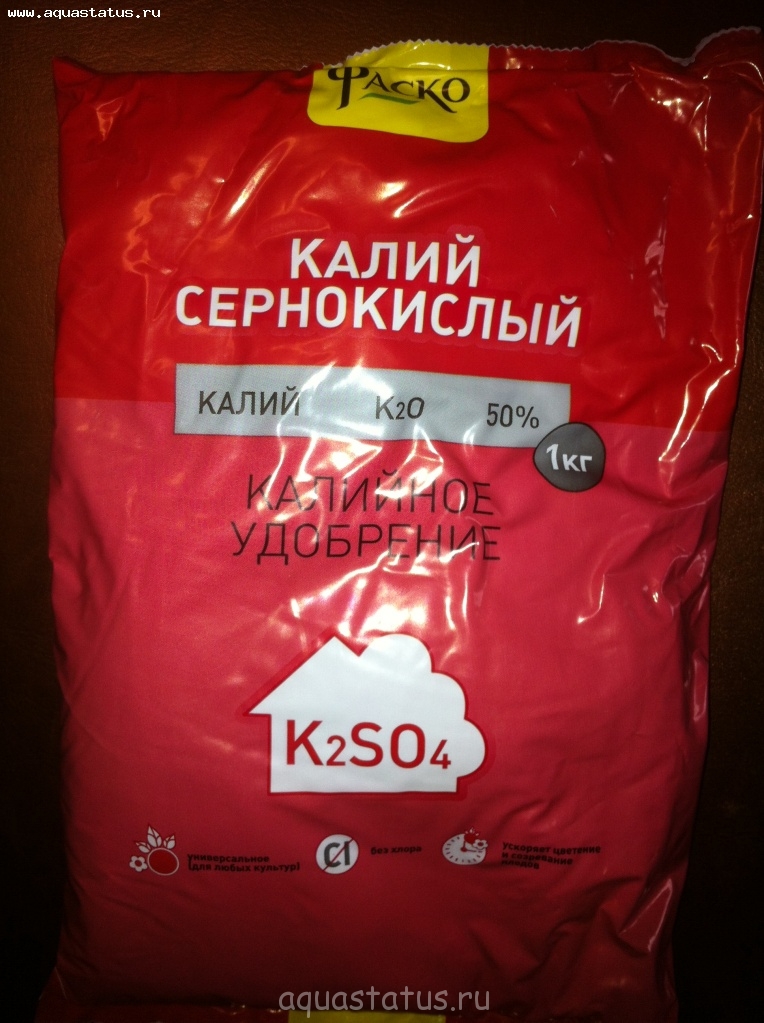 www.aquastatus.ru
ФАСКО
КАЛИЙ
СЕРНОКИСЛЫЙ
КАЛИЙ K2O 50%
1КГ
КАЛИЙНОЕ
УДОБРЕНИЕ
K2SO4
универсальное
(для любых культур)
Cl
без хлора
Ускоряет цветение
и созревание
плодов
aquastatus.ru